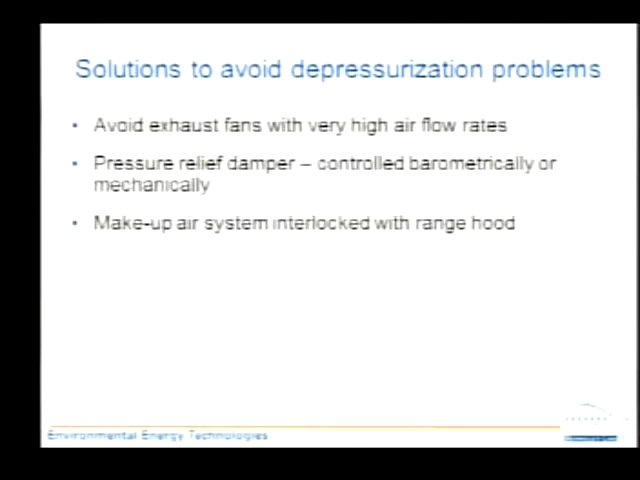 Solutions to avoid depressurization problems
• Avoid exhaust fans with very high air flow rates
• Pressure relief damper – controlled barometrically or
mechanically
• Make-up air system interlocked with range hood
Environmental Energy Technologies